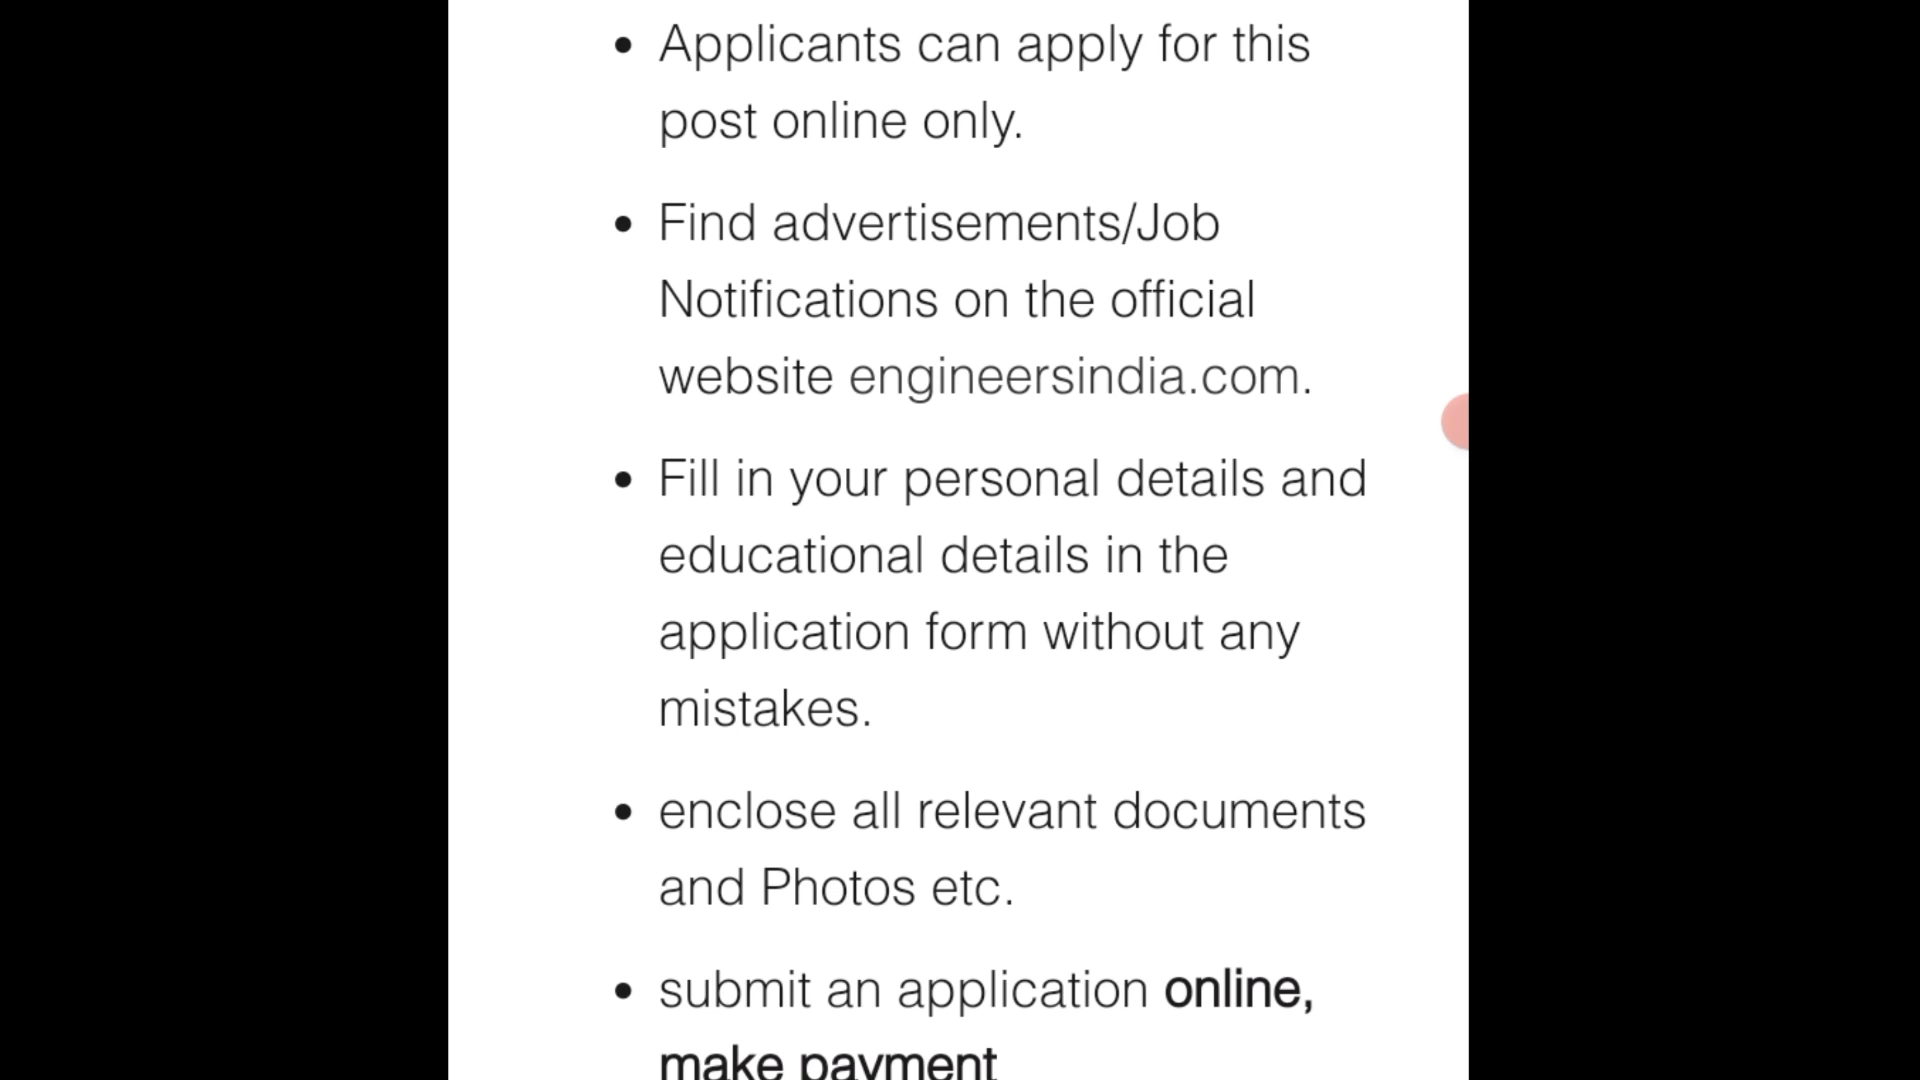 Applicants can apply for this
post online only.
Find advertisements/Job
Notifications on the official
website engineersindia.com.
Fill in your personal details and
educational details in the
application form without any
mistakes.
enclose all relevant documents
and Photos etc.
submit an application online,
make payment